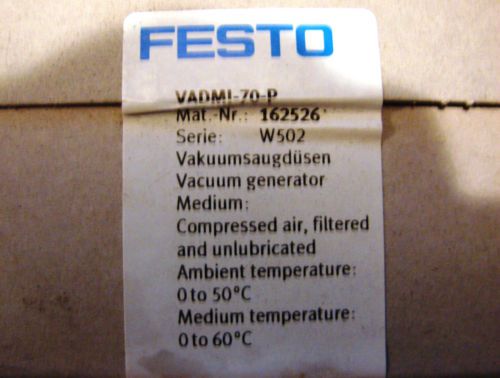 FESTO
VADMI-70-P
Mat.-Nr.: 162526
Serie: W502
Vakuumsaugdüsen
Vacuum generator
Medium:
Compressed air, filtered
and unlubricated
Ambient temperature:
0 to 50°C
Medium temperature:
0 to 60°C